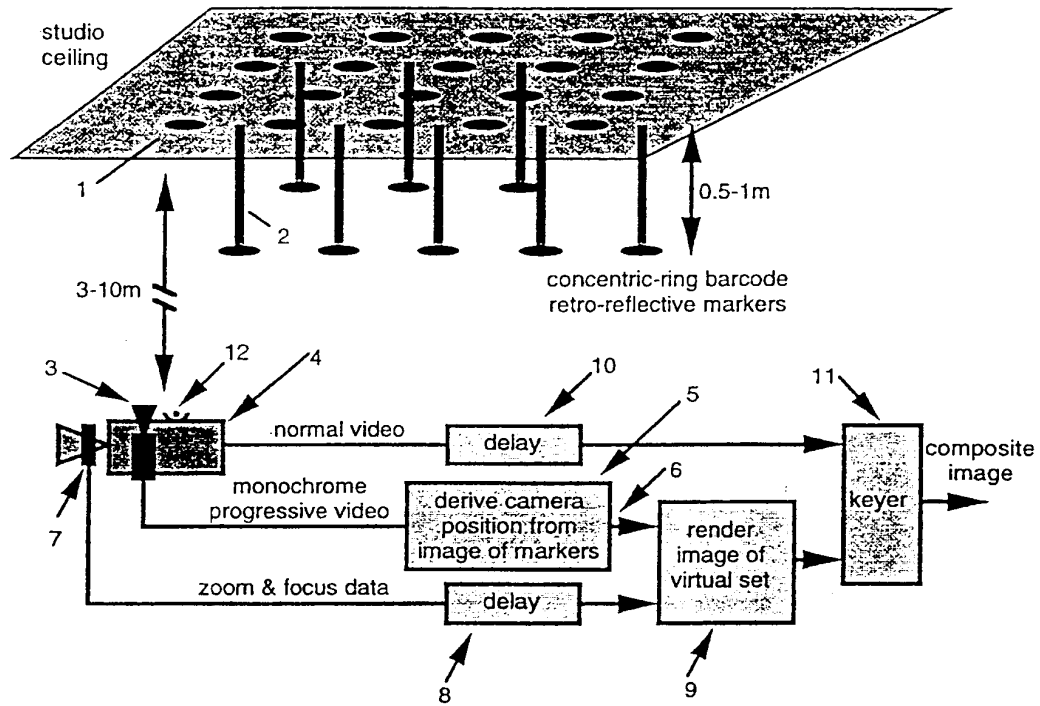 studio
ceiling
1
2
0.5-1m
concentric-ring barcode
retro-reflective markers
3-10m
3
12
4
10
5
11
normal video
delay
6
composite
image
monochrome
progressive video
derive camera
position from
image of markers
render
image of
virtual set
keyer
7
zoom & focus data
delay
8
9